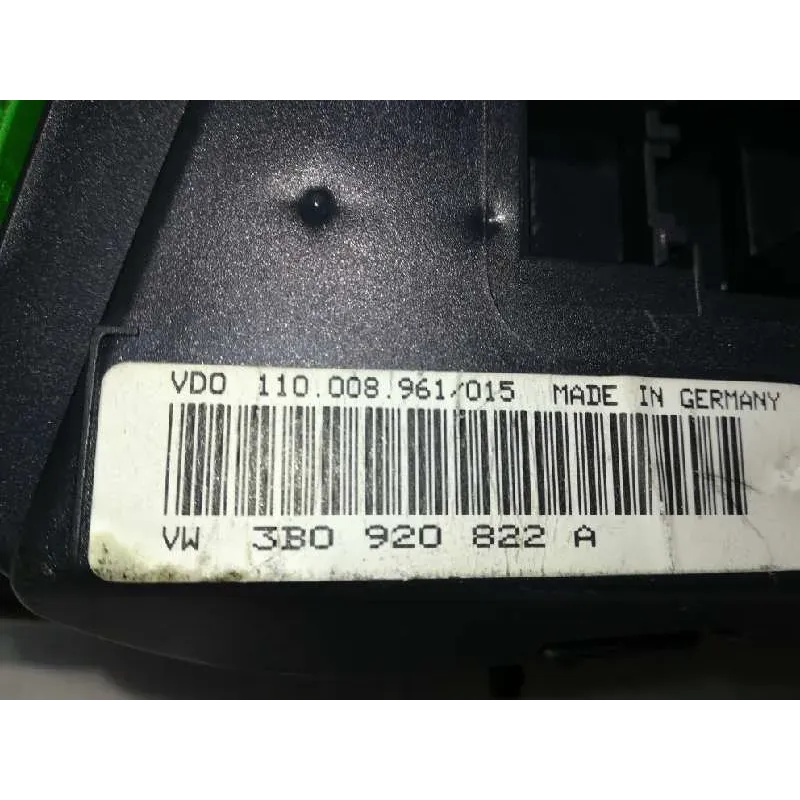 VDO 110.008.961/015 MADE IN GERMANY
VW 3B0 920 822 A